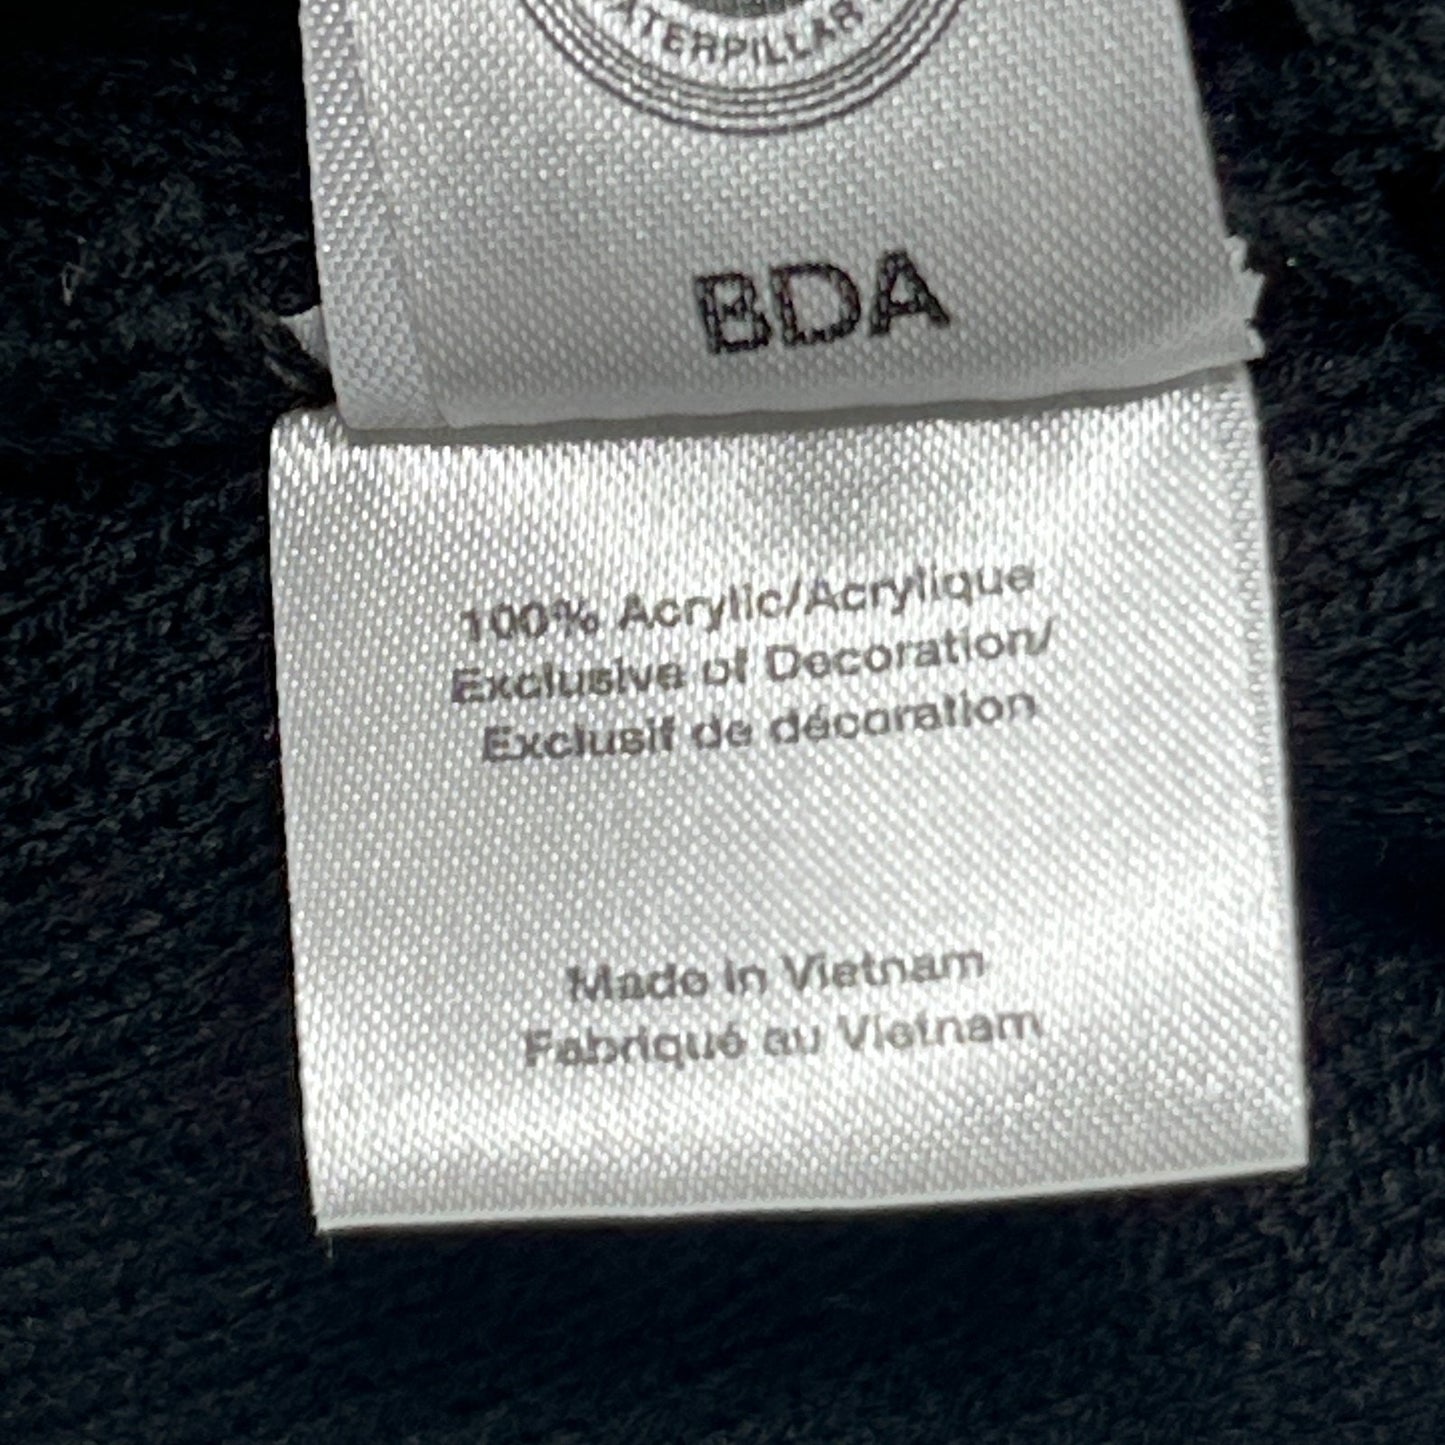 ATERPILLAR
BDA
100% Acrylic/Acrylique
Exclusive of Decoration/
Exclusif de décoration
Made in Vietnam
Fabriqué au Vietnam